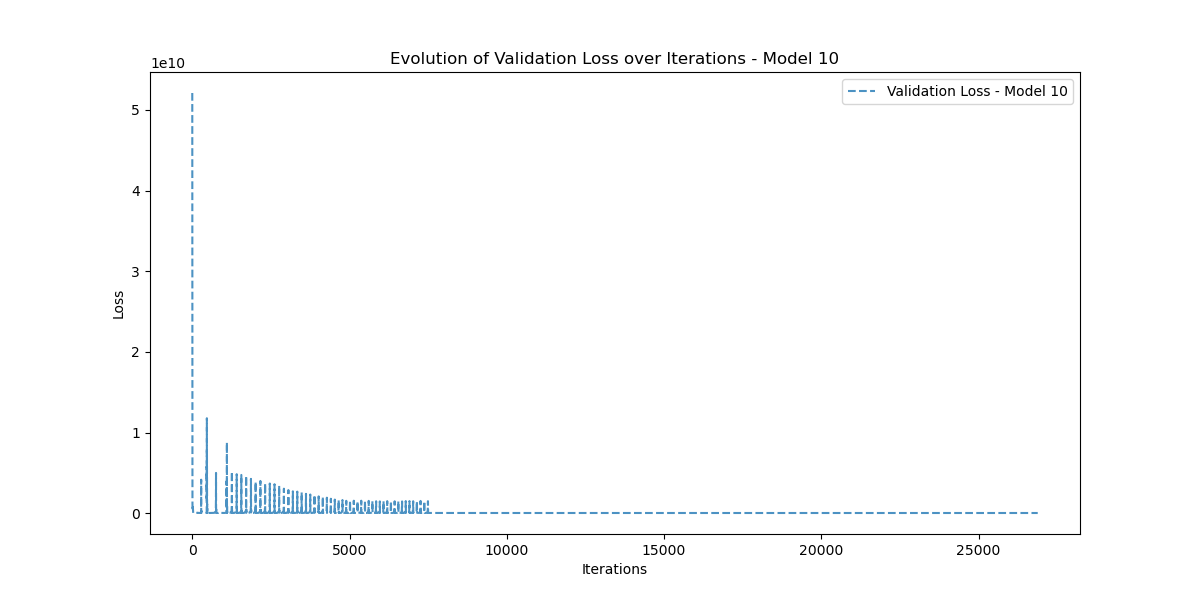 Evolution of Validation Loss over Iterations - Model 10
1e10
Validation Loss - Model 10
5
4
3
2
1
0
Loss
0 5000 10000 15000 20000 25000
Iterations